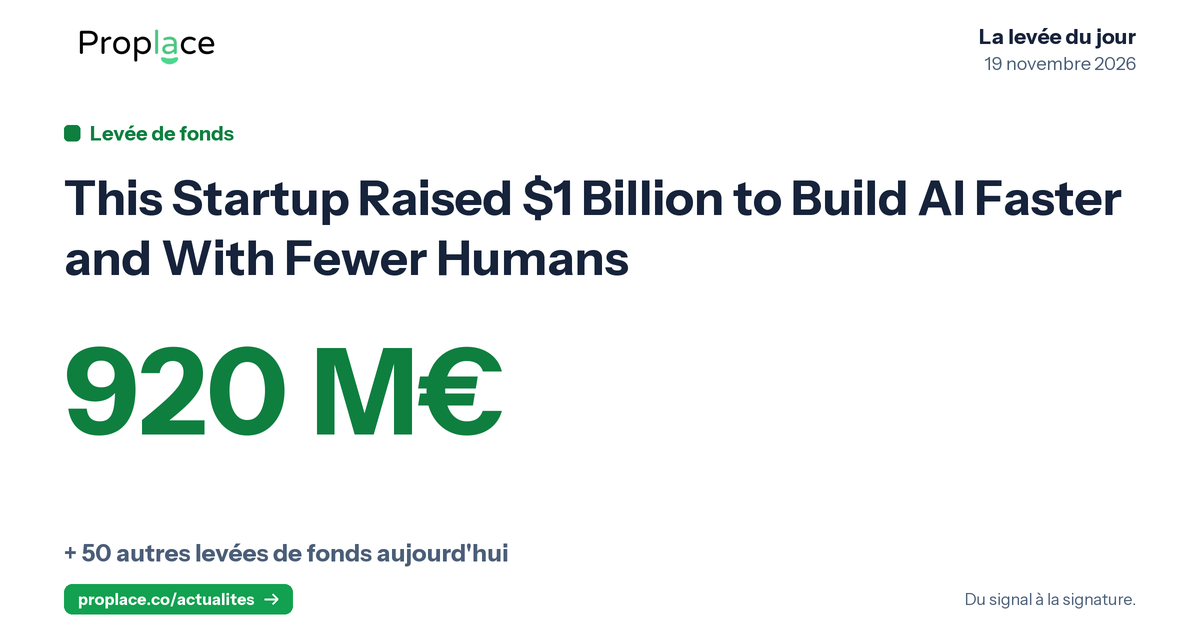 Proplace
La levée du jour
19 novembre 2026
Levée de fonds
This Startup Raised $1 Billion to Build AI Faster
and With Fewer Humans
920 M€
+ 50 autres levées de fonds aujourd'hui
proplace.co/actualites →
Du signal à la signature.